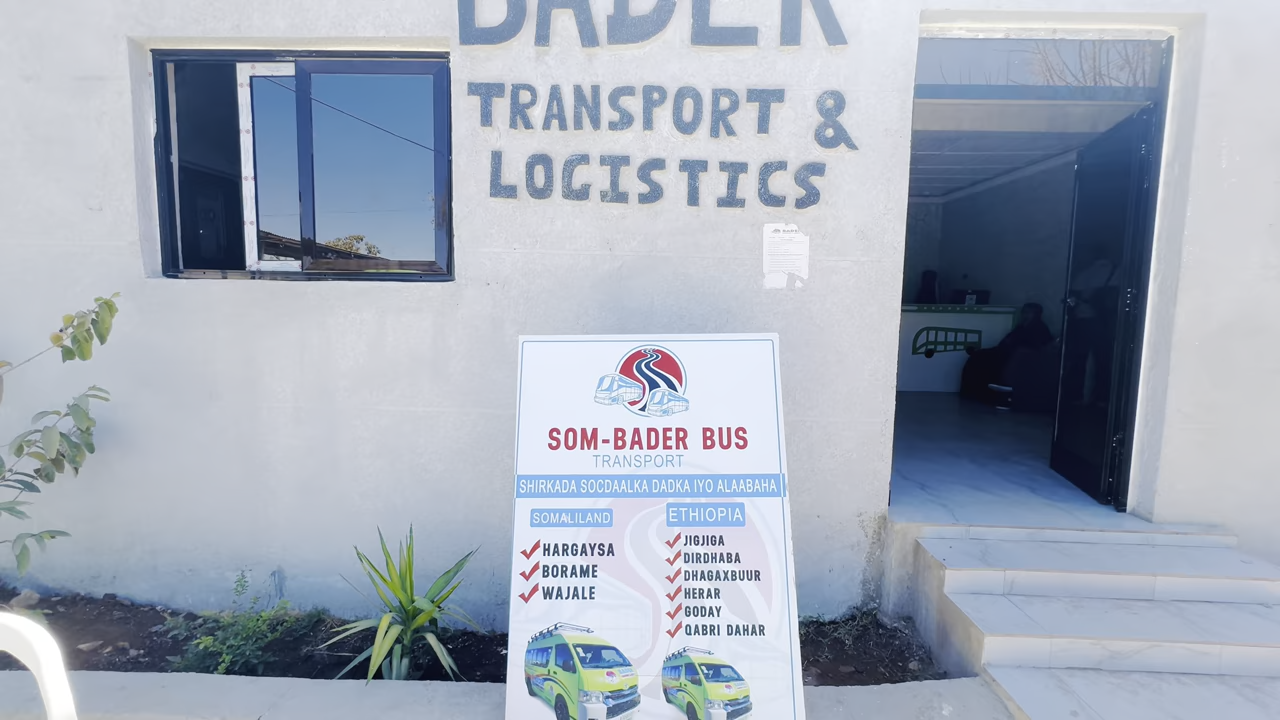 BADER
TRANSPORT &
LOGISTICS
SOM-BADER BUS
TRANSPORT
SHIRKADA SOCDAALKA DADKA IYO ALAABAHA
SOMALILAND
HARGAYSA
BORAME
WAJALE
ETHIOPIA
JIGJIGA
DIRDHABA
DHAGAXBUUR
HERAR
GODAY
QABRI DAHAR